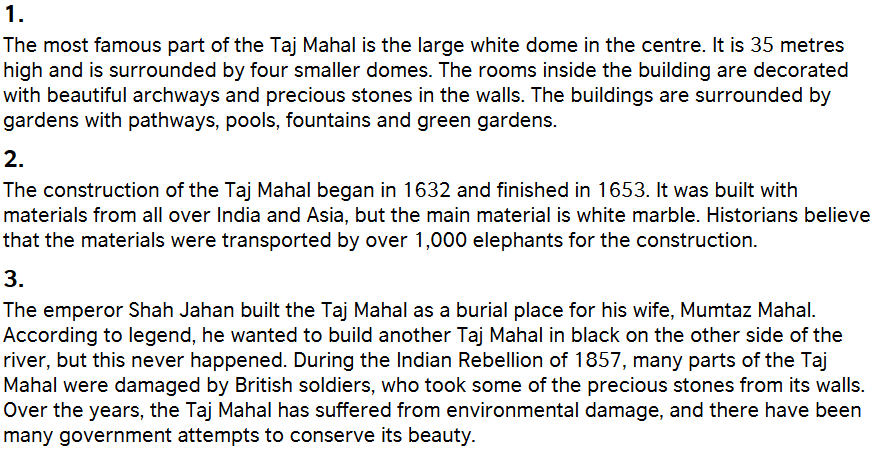 1.
The most famous part of the Taj Mahal is the large white dome in the centre. It is 35 metres
high and is surrounded by four smaller domes. The rooms inside the building are decorated
with beautiful archways and precious stones in the walls. The buildings are surrounded by
gardens with pathways, pools, fountains and green gardens.
2.
The construction of the Taj Mahal began in 1632 and finished in 1653. It was built with
materials from all over India and Asia, but the main material is white marble. Historians believe
that the materials were transported by over 1,000 elephants for the construction.
3.
The emperor Shah Jahan built the Taj Mahal as a burial place for his wife, Mumtaz Mahal.
According to legend, he wanted to build another Taj Mahal in black on the other side of the
river, but this never happened. During the Indian Rebellion of 1857, many parts of the Taj
Mahal were damaged by British soldiers, who took some of the precious stones from its walls.
Over the years, the Taj Mahal has suffered from environmental damage, and there have been
many government attempts to conserve its beauty.